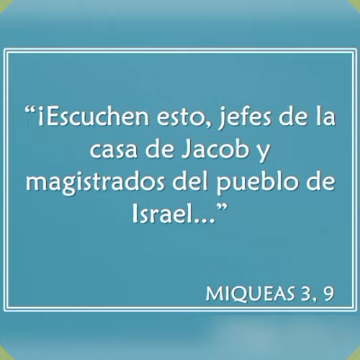 “¡Escuchen esto, jefes de la
casa de Jacob y
magistrados del pueblo de
Israel...”
MIQUEAS 3, 9